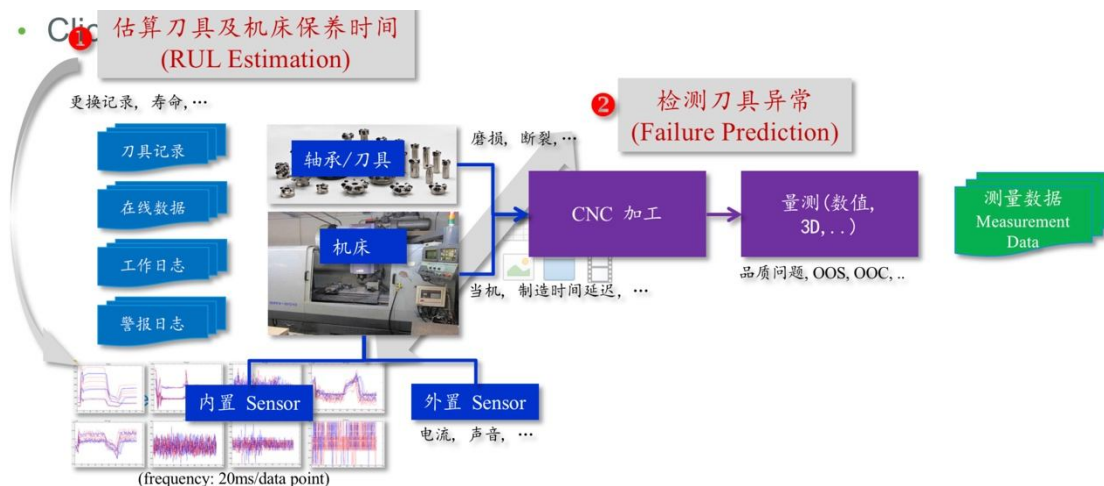 • Clic
1 估算刀具及机床保养时间
(RUL Estimation)
更换记录, 寿命,…
刀具记录
在线数据
工作日志
警报日志
轴承/刀具
机床
磨损, 断裂,…
2 检测刀具异常
(Failure Prediction)
CNC 加工
当机, 制造时间延迟, …
量测(数值,
3D,..)
品质问题, OOS, OOC, ..
测量数据
Measurement
Data
内置 Sensor
外置 Sensor
电流, 声音, …
(frequency: 20ms/data point)